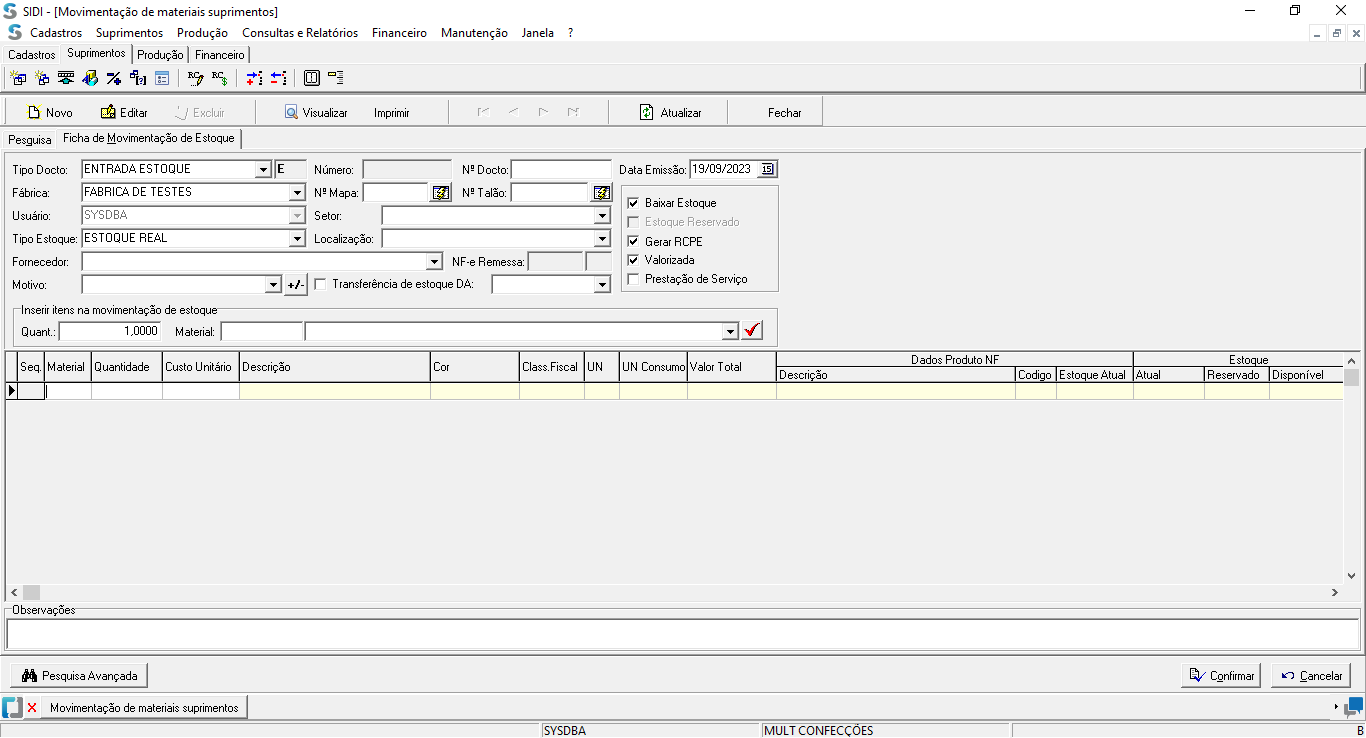 SIDI - [Movimentação de materiais suprimentos]
Cadastros Suprimentos Produção Consultas e Relatórios Financeiro Manutenção Janela ?
Cadastros Suprimentos Produção Financeiro
Novo Editar Excluir Visualizar Imprimir Atualizar Fechar
Pesquisa Ficha de Movimentação de Estoque
Tipo Docto: ENTRADA ESTOQUE E Número: Nº Docto: Data Emissão: 19/09/2023 15
Fábrica: FABRICA DE TESTES Nº Mapa: Nº Talão:
Baixar Estoque
Usuário: SYSDBA Setor:
Estoque Reservado
Tipo Estoque: ESTOQUE REAL Localização:
Gerar RCPE
Fornecedor: NF-e Remessa:
Valorizada
Motivo: +/- Transferência de estoque DA:
Prestação de Serviço
Inserir itens na movimentação de estoque
Quant.: 1,0000 Material:
Seq. Material Quantidade Custo Unitário Descrição Cor Class.Fiscal UN UN Consumo Valor Total
Dados Produto NF Estoque
Descrição Codigo Estoque Atual Atual Reservado Disponível
Observações
Pesquisa Avançada Confirmar Cancelar
Movimentação de materiais suprimentos
SYSDBA MULT CONFECÇÕES B